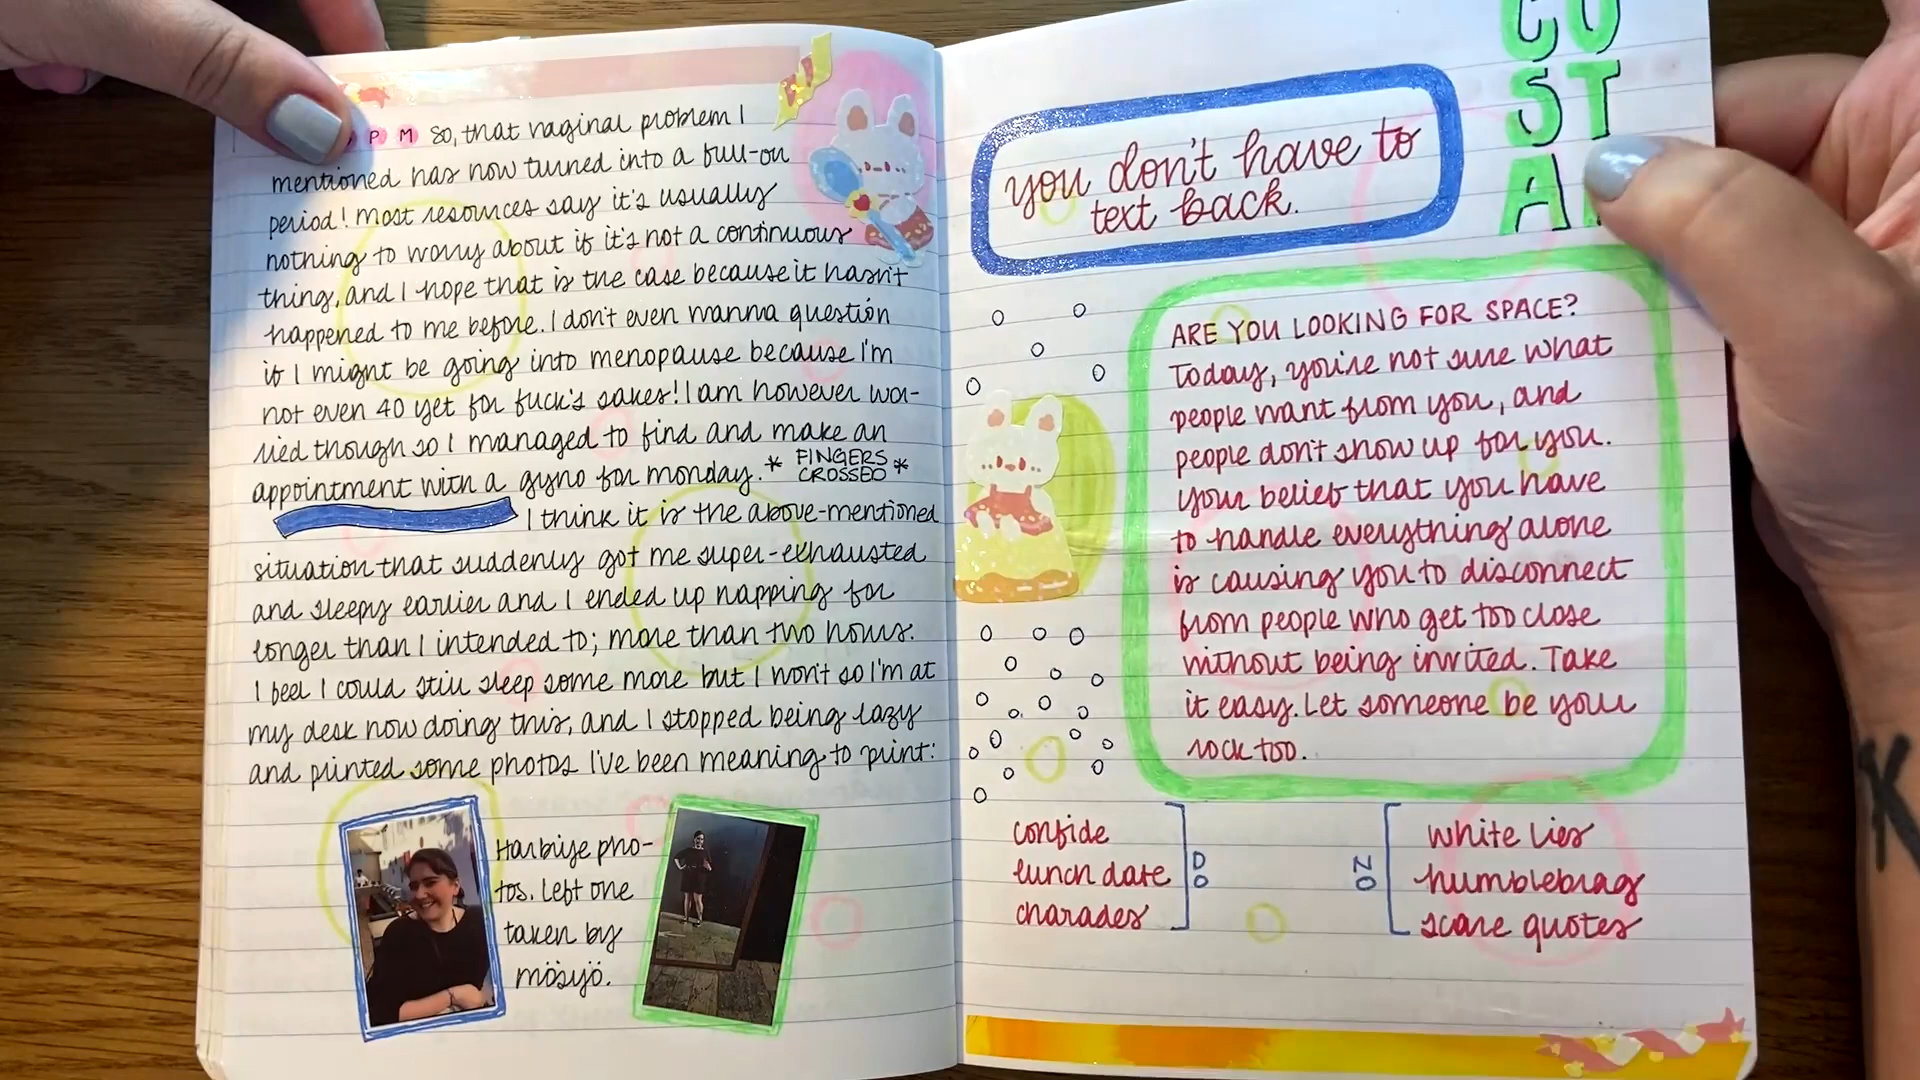 PM So, that vaginal problem I
mentioned has now turned into a full-on
period! Most resources say it's usually
nothing to worry about if it's not a continuous
thing, and I hope that is the case because it hasn't
happened to me before. I don't even wanna question
if I might be going into menopause because I'm
not even 40 yet for fuck's sakes! I am however wor-
ried though so I managed to find and make an
appointment with a gyno for monday. * FINGERS CROSSED *
I think it is the above-mentioned
situation that suddenly got me super-exhausted
and sleepy earlier and I ended up napping for
longer than I intended to; more than two hours.
I feel I could still sleep some more but I won't so I'm at
my desk now doing this, and I stopped being lazy
and printed some photos I've been meaning to print:
Harbiye pho-
tos. Left one
taken by
mösyö.
CO
ST
A
you don't have to
text back.
ARE YOU LOOKING FOR SPACE?
Today, you're not sure what
people want from you, and
people don't show up for you.
Your belief that you have
to handle everything alone
is causing you to disconnect
from people who get too close
without being invited. Take
it easy. Let someone be your
rock too.
confide
lunch date
charades
DO
NO
white lies
humblebrag
scare quotes